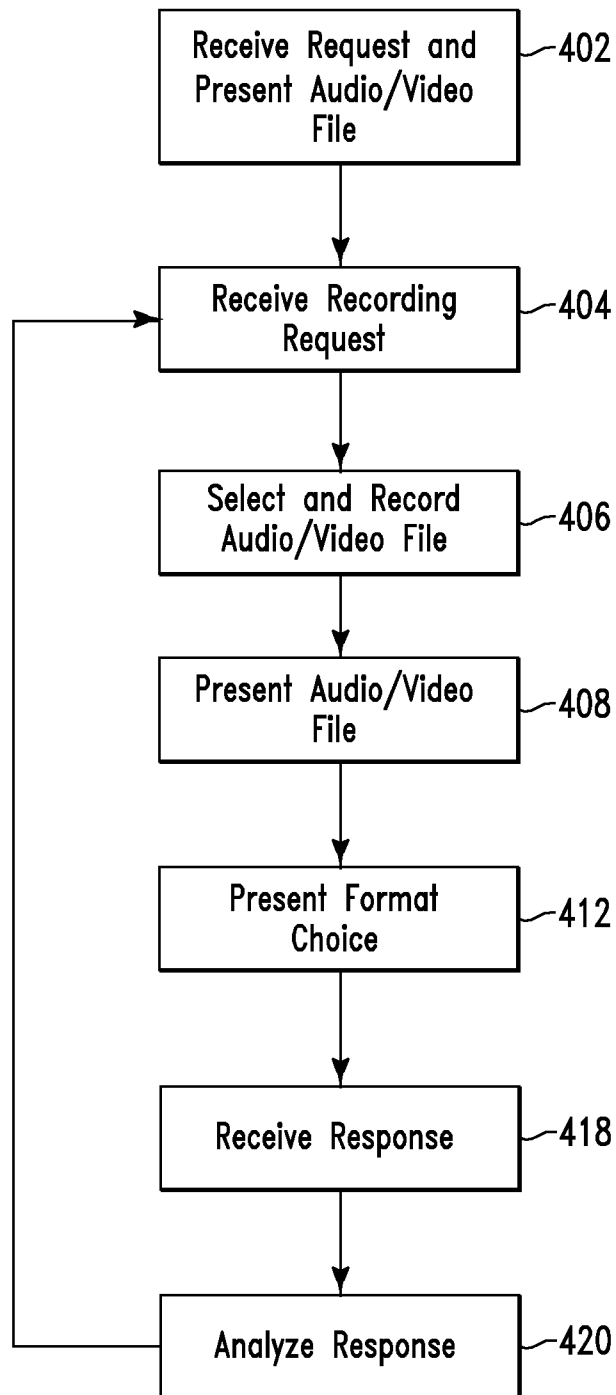 Receive Request and
Present Audio/Video
File
402
Receive Recording
Request
404
Select and Record
Audio/Video File
406
Present Audio/Video
File
408
Present Format
Choice
412
Receive Response
418
Analyze Response
420